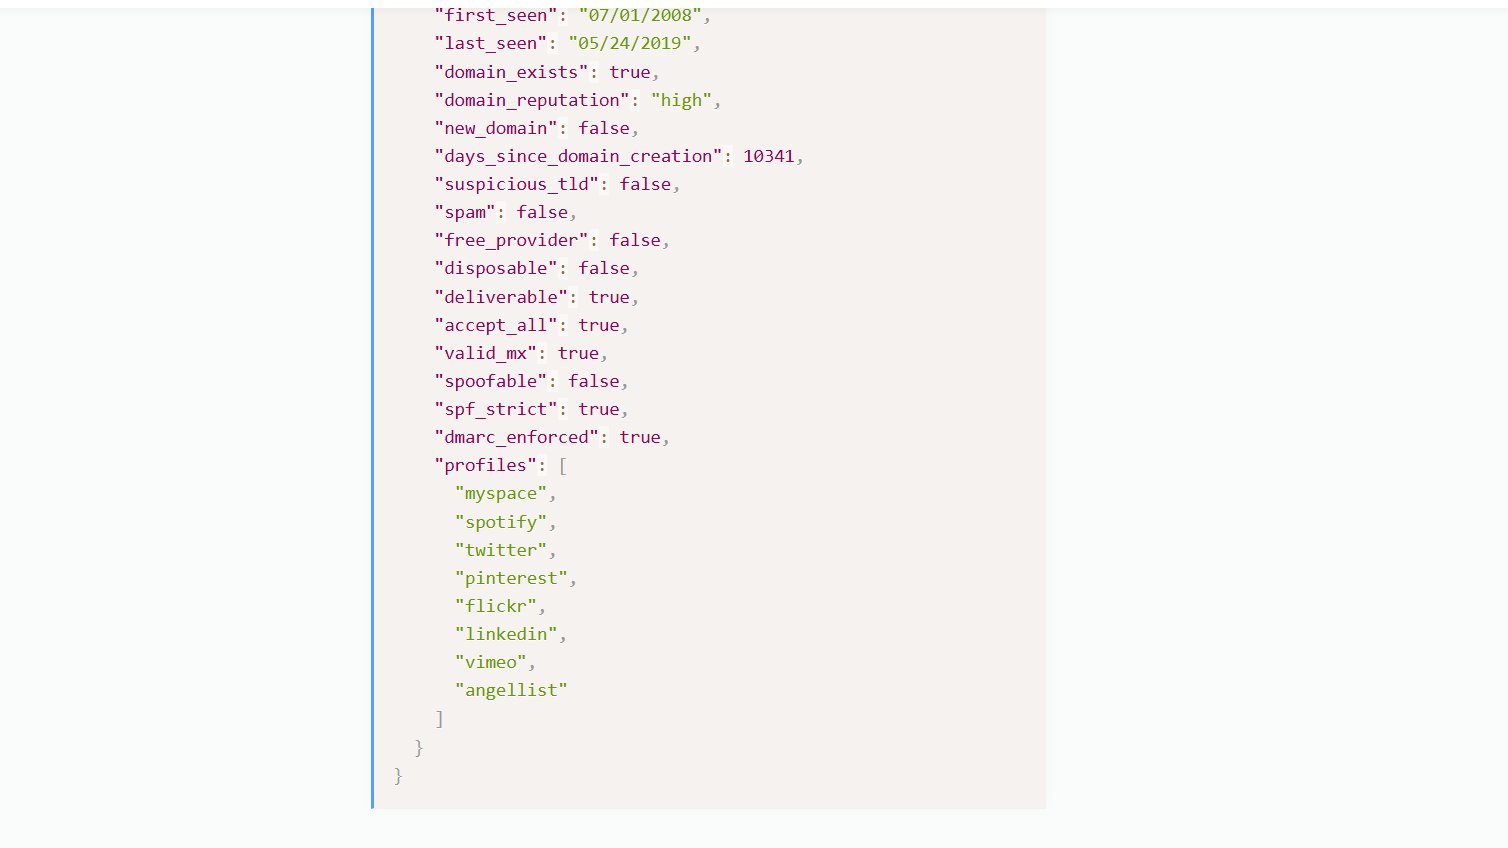 "first_seen": "07/01/2008",
"last_seen": "05/24/2019",
"domain_exists": true,
"domain_reputation": "high",
"new_domain": false,
"days_since_domain_creation": 10341,
"suspicious_tld": false,
"spam": false,
"free_provider": false,
"disposable": false,
"deliverable": true,
"accept_all": true,
"valid_mx": true,
"spoofable": false,
"spf_strict": true,
"dmarc_enforced": true,
"profiles": [
"myspace",
"spotify",
"twitter",
"pinterest",
"flickr",
"linkedin",
"vimeo",
"angellist"
]
}
}